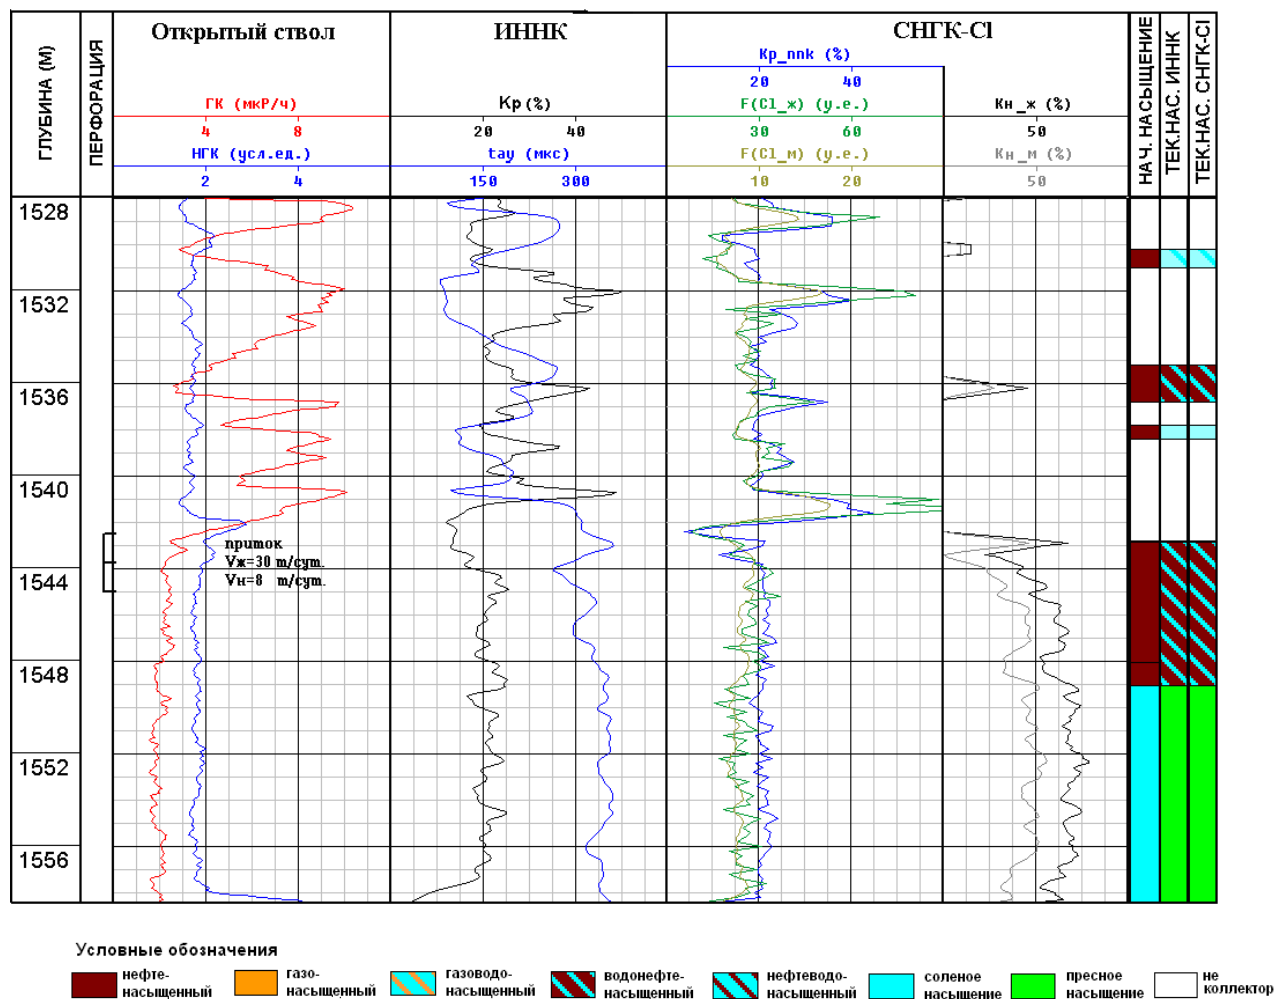 Открытый ствол
ИННК
СНГК-Cl
ГЛУБИНА (М)
ПЕРФОРАЦИЯ
НАЧ. НАСЫЩЕНИЕ
ТЕК.НАС. ИННК
ТЕК.НАС. СНГК-Cl
Kp_nnk (%)
20 40
ГК (мкР/ч)
Kp (%)
F(Cl_ж) (у.е.)
Кн_ж (%)
4 8
20 40
30 60
50
НГК (усл.ед.)
tay (мкс)
F(Cl_м) (у.е.)
Кн_м (%)
2 4
150 300
10 20
50
1528
1532
1536
1540
приток
Vж=30 т/сут.
Vн=8 т/сут.
1544
1548
1552
1556
Условные обозначения
нефте-
насыщенный
газо-
насыщенный
газоводо-
насыщенный
водонефте-
насыщенный
нефтеводо-
насыщенный
соленое
насыщение
пресное
насыщение
не
коллектор